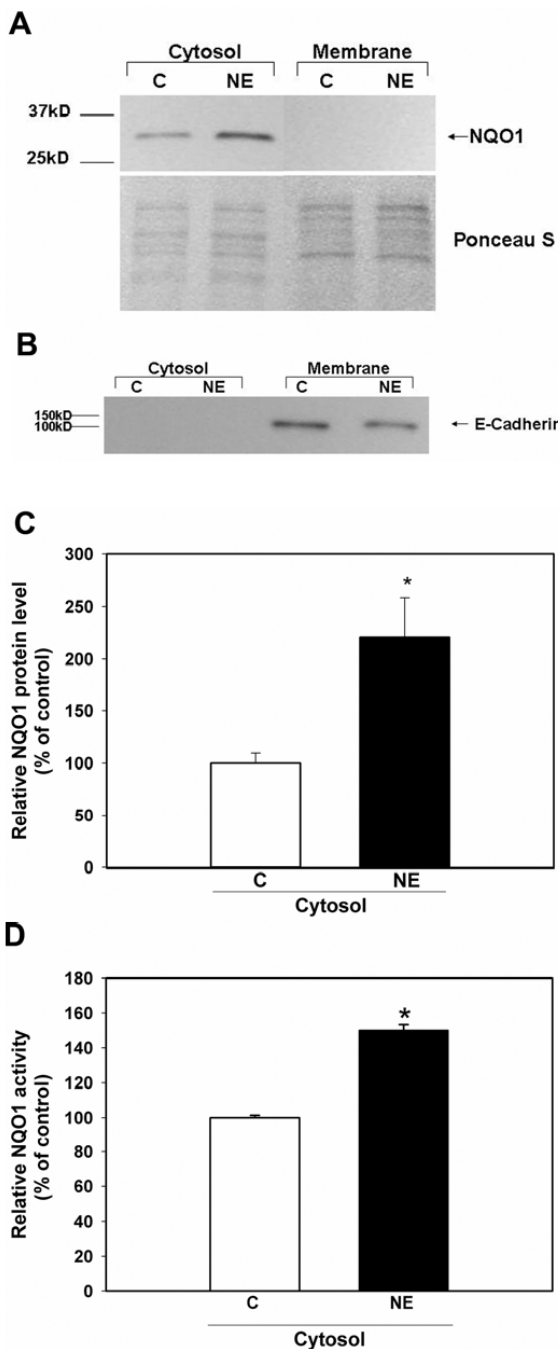 A
Cytosol Membrane
C NE C NE
37kD
25kD
←NQO1
Ponceau S
B
Cytosol Membrane
C NE C NE
150kD
100kD
← E-Cadherin
C
Relative NQO1 protein level
(% of control)
300
250
200
150
100
50
0
*
C NE
Cytosol
D
Relative NQO1 activity
(% of control)
180
160
140
120
100
80
60
40
20
0
*
C NE
Cytosol